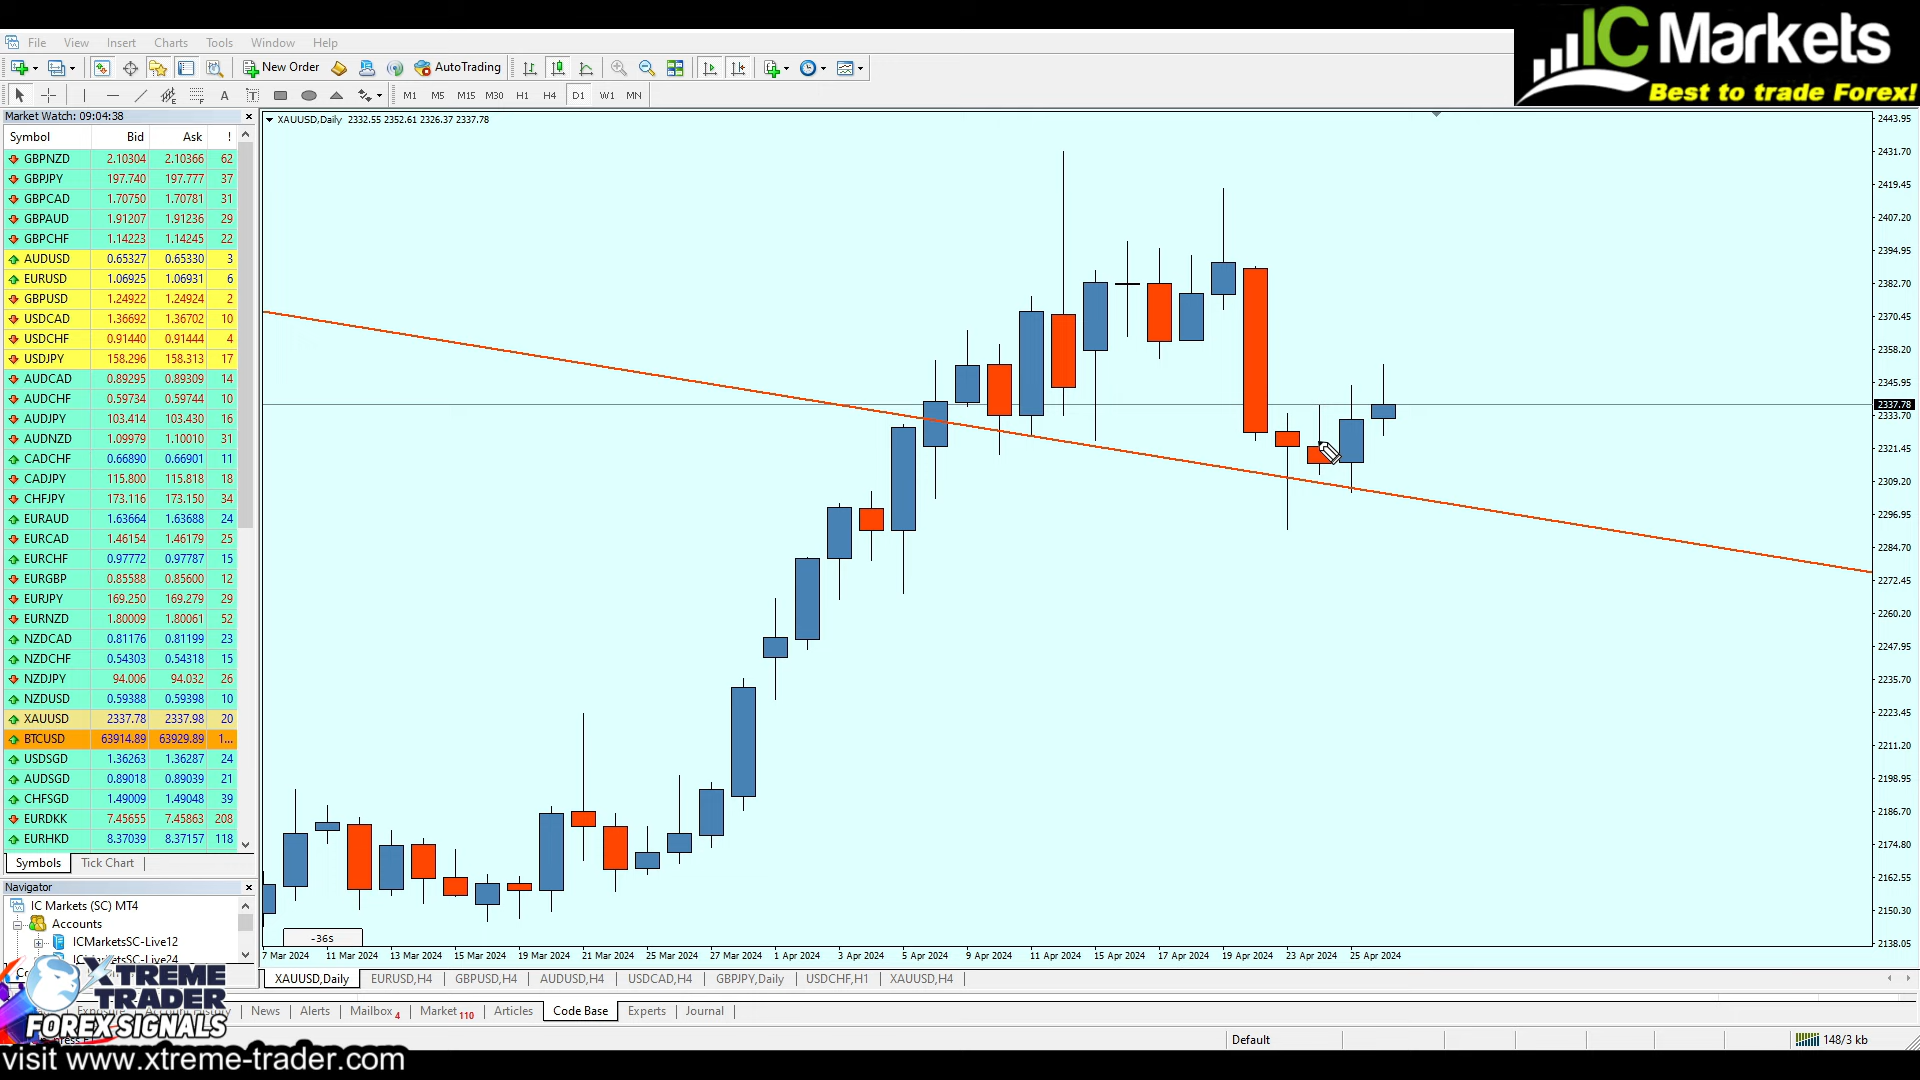 IC Markets
Best to trade Forex!
File View Insert Charts Tools Window Help
New Order AutoTrading
A T M1 M5 M15 M30 H1 H4 D1 W1 MN
Market Watch: 09:04:38
Symbol Bid Ask !
GBPNZD 2.10304 2.10366 62
GBPJPY 197.740 197.777 37
GBPCAD 1.70750 1.70781 31
GBPAUD 1.91207 1.91236 29
GBPCHF 1.14223 1.14245 22
AUDUSD 0.65327 0.65330 3
EURUSD 1.06925 1.06931 6
GBPUSD 1.24922 1.24924 2
USDCAD 1.36692 1.36702 10
USDCHF 0.91440 0.91444 4
USDJPY 158.296 158.313 17
AUDCAD 0.89295 0.89309 14
AUDCHF 0.59734 0.59744 10
AUDJPY 103.414 103.430 16
AUDNZD 1.09979 1.10010 31
CADCHF 0.66890 0.66901 11
CADJPY 115.800 115.818 18
CHFJPY 173.116 173.150 34
EURAUD 1.63664 1.63688 24
EURCAD 1.46154 1.46179 25
EURCHF 0.97772 0.97787 15
EURGBP 0.85588 0.85600 12
EURJPY 169.250 169.279 29
EURNZD 1.80009 1.80061 52
NZDCAD 0.81176 0.81199 23
NZDCHF 0.54303 0.54318 15
NZDJPY 94.006 94.032 26
NZDUSD 0.59388 0.59398 10
XAUUSD 2337.78 2337.98 20
BTCUSD 63914.89 63929.89 1...
USDSGD 1.36263 1.36287 24
AUDSGD 0.89018 0.89039 21
CHFSGD 1.49009 1.49048 39
EURDKK 7.45655 7.45863 208
EURHKD 8.37039 8.37157 118
Symbols Tick Chart
Navigator
IC Markets (SC) MT4
Accounts
ICMarketsSC-Live12
ICMarketsSC-Live24
XAUUSD,Daily 2332.55 2352.61 2326.37 2337.78
2443.95
2431.70
2419.45
2407.20
2394.95
2382.70
2370.45
2358.20
2345.95
2337.78
2333.70
2321.45
2309.20
2296.95
2284.70
2272.45
2260.20
2247.95
2235.70
2223.45
2210.95
2198.95
2186.70
2174.80
2162.55
2150.30
2138.05
-36s
7 Mar 2024 11 Mar 2024 13 Mar 2024 15 Mar 2024 19 Mar 2024 21 Mar 2024 25 Mar 2024 27 Mar 2024 1 Apr 2024 3 Apr 2024 5 Apr 2024 9 Apr 2024 11 Apr 2024 15 Apr 2024 17 Apr 2024 19 Apr 2024 23 Apr 2024 25 Apr 2024
XAUUSD,Daily EURUSD,H4 GBPUSD,H4 AUDUSD,H4 USDCAD,H4 GBPJPY,Daily USDCHF,H1 XAUUSD,H4
Exposure Account History News Alerts Mailbox 4 Market 110 Articles Code Base Experts Journal
Default 148/3 kb
XTREME
TRADER
FOREX SIGNALS
visit www.xtreme-trader.com